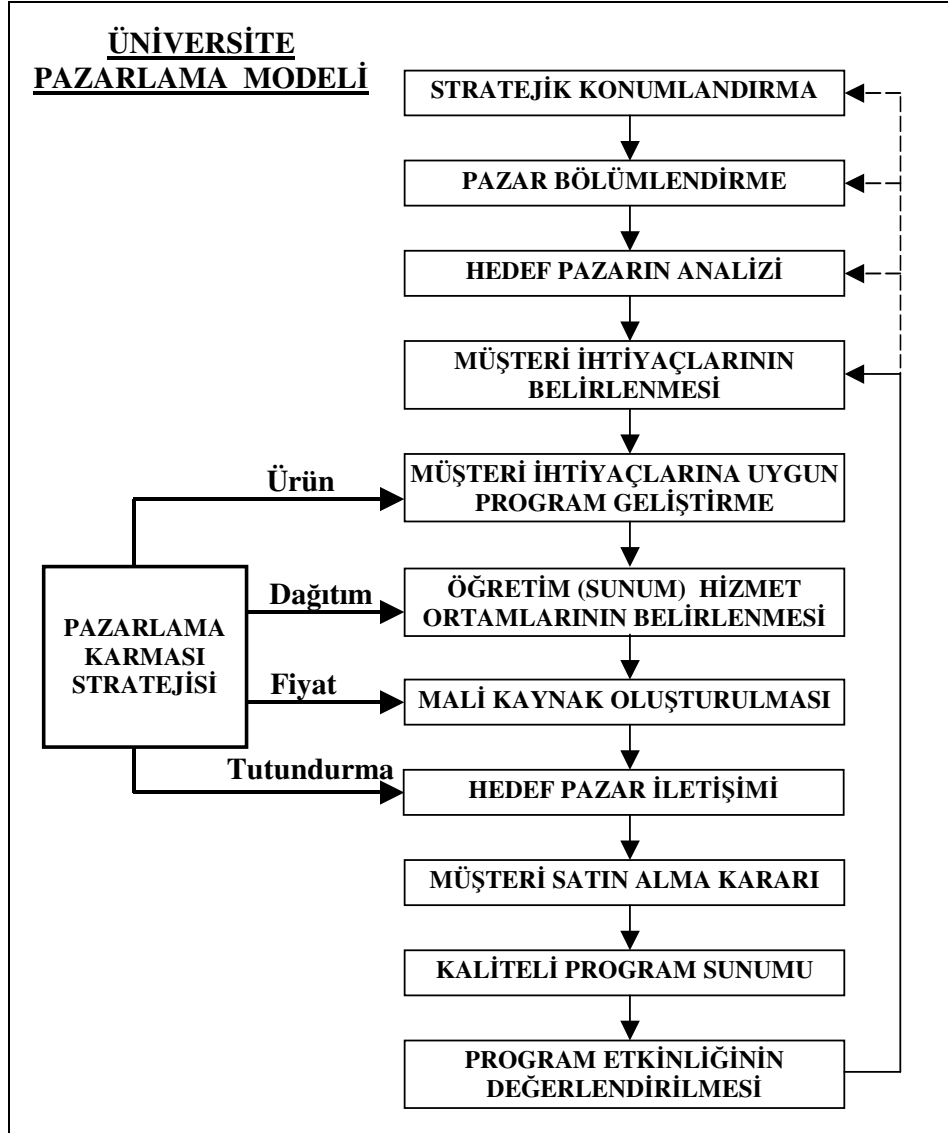 ÜNİVERSİTE
PAZARLAMA MODELİ
STRATEJİK KONUMLANDIRMA
PAZAR BÖLÜMLENDİRME
HEDEF PAZARIN ANALİZİ
MÜŞTERİ İHTİYAÇLARININ
BELİRLENMESİ
Ürün
MÜŞTERİ İHTİYAÇLARINA UYGUN
PROGRAM GELİŞTİRME
PAZARLAMA
KARMASI
STRATEJİSİ
Dağıtım
ÖĞRETİM (SUNUM) HİZMET
ORTAMLARININ BELİRLENMESİ
Fiyat
MALİ KAYNAK OLUŞTURULMASI
Tutundurma
HEDEF PAZAR İLETİŞİMİ
MÜŞTERİ SATIN ALMA KARARI
KALİTELİ PROGRAM SUNUMU
PROGRAM ETKİNLİĞİNİN
DEĞERLENDİRİLMESİ